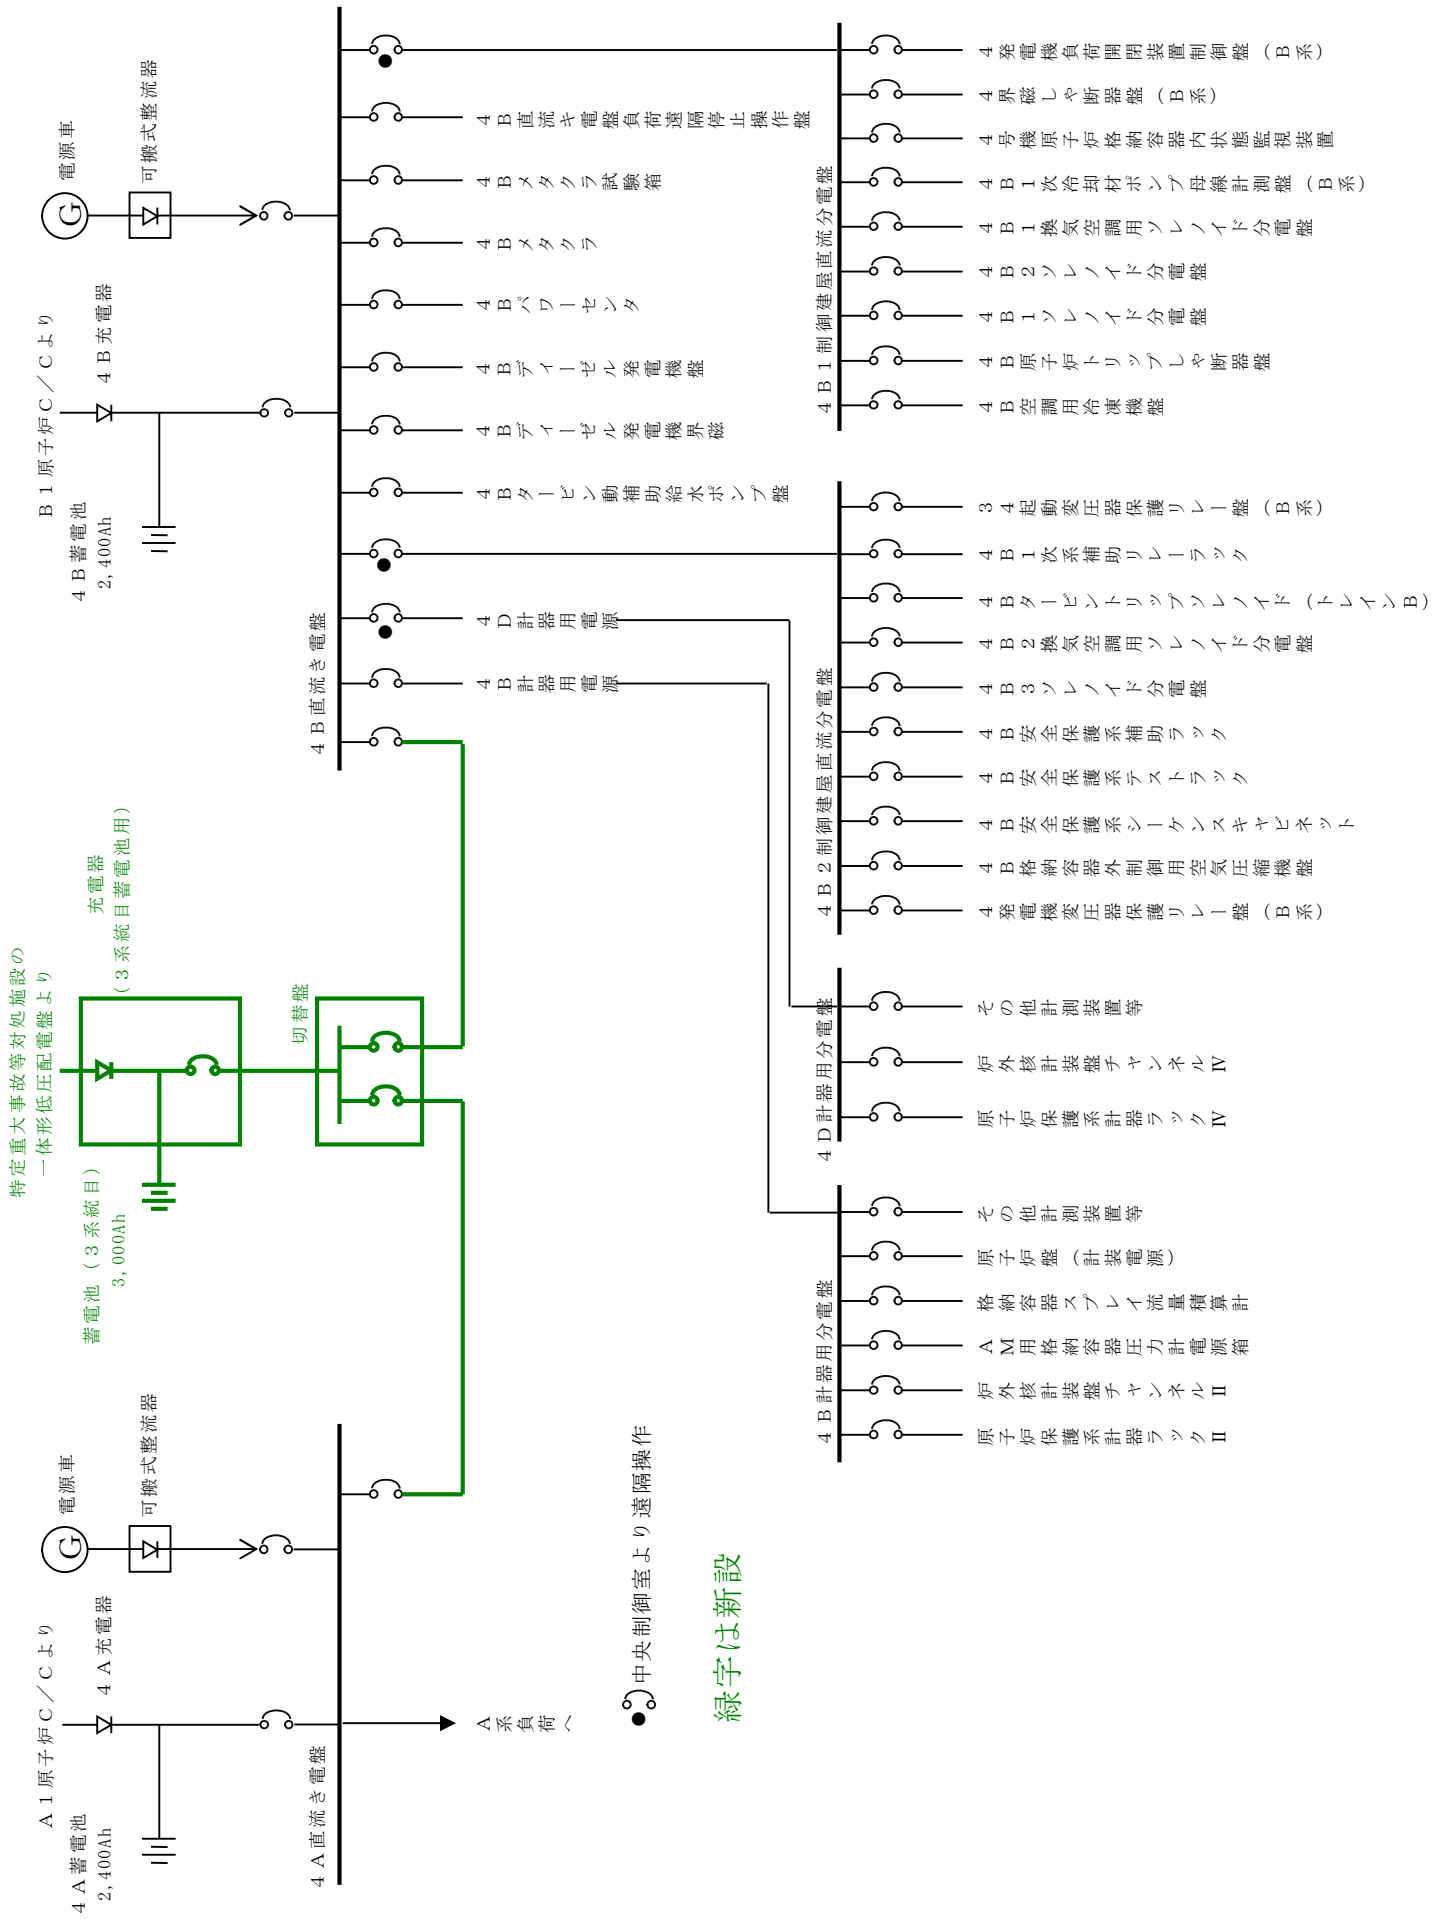 A1原子炉C／Cより
4A充電器
4A蓄電池
2,400Ah
電源車
G
可搬式整流器
4A直流き電盤
A系負荷へ
特定重大事故等対処施設の
一体形低圧配電盤より
充電器
（3系統目蓄電池用）
蓄電池（3系統目）
3,000Ah
切替盤
B1原子炉C／Cより
4B充電器
4B蓄電池
2,400Ah
電源車
G
可搬式整流器
4B直流き電盤
4B計器用電源
4D計器用電源
4Bタービン動補助給水ポンプ盤
4Bディーゼル発電機界磁
4Bディーゼル発電機盤
4Bパワーセンタ
4Bメタクラ
4Bメタクラ試験箱
4B直流キ電盤負荷遠隔停止操作盤
中央制御室より遠隔操作
緑字は新設
4B計器用分電盤
原子炉保護系計器ラックⅡ
炉外核計装盤チャンネルⅡ
AM用格納容器圧力計電源箱
格納容器スプレイ流量積算計
原子炉盤（計装電源）
その他計測装置等
4D計器用分電盤
原子炉保護系計器ラックⅣ
炉外核計装盤チャンネルⅣ
その他計測装置等
4B2制御建屋直流分電盤
4発電機変圧器保護リレー盤（B系）
4B格納容器外制御用空気圧縮機盤
4B安全保護系シーケンスキャビネット
4B安全保護系テストラック
4B安全保護系補助ラック
4B3ソレノイド分電盤
4B2換気空調用ソレノイド分電盤
4Bタービントリップソレノイド（トレインB）
4B1次系補助リレーラック
34起動変圧器保護リレー盤（B系）
4B1制御建屋直流分電盤
4B空調用冷凍機盤
4B原子炉トリップしや断器盤
4B1ソレノイド分電盤
4B2ソレノイド分電盤
4B1換気空調用ソレノイド分電盤
4B1次冷却材ポンプ母線計測盤（B系）
4号機原子炉格納容器内状態監視装置
4界磁しや断器盤（B系）
4発電機負荷開閉装置制御盤（B系）